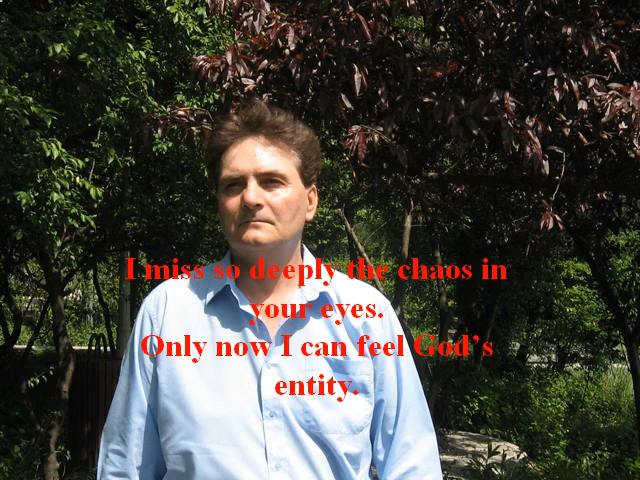 I miss so deeply the chaos in
your eyes.
Only now I can feel God's
entity.